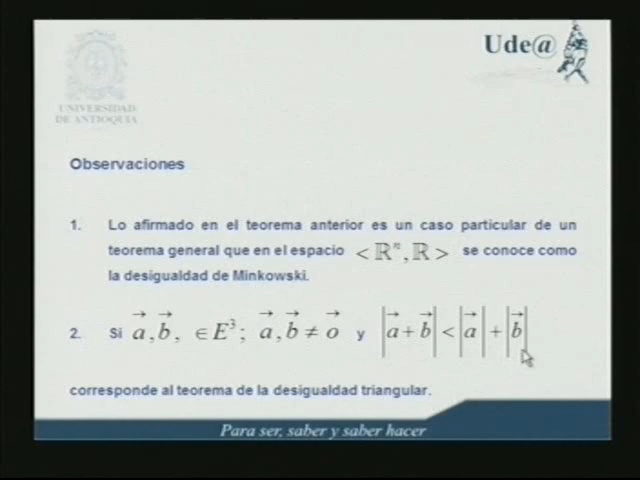 Ude@
UNIVERSIDAD
DE ANTIOQUIA
Observaciones
1. Lo afirmado en el teorema anterior es un caso particular de un
teorema general que en el espacio < ℝⁿ, ℝ > se conoce como
la desigualdad de Minkowski.
2. Si a⃗, b⃗, ∈ E³; a⃗, b⃗ ≠ o⃗ y |a⃗ + b⃗| < |a⃗| + |b⃗|
corresponde al teorema de la desigualdad triangular.
Para ser, saber y saber hacer